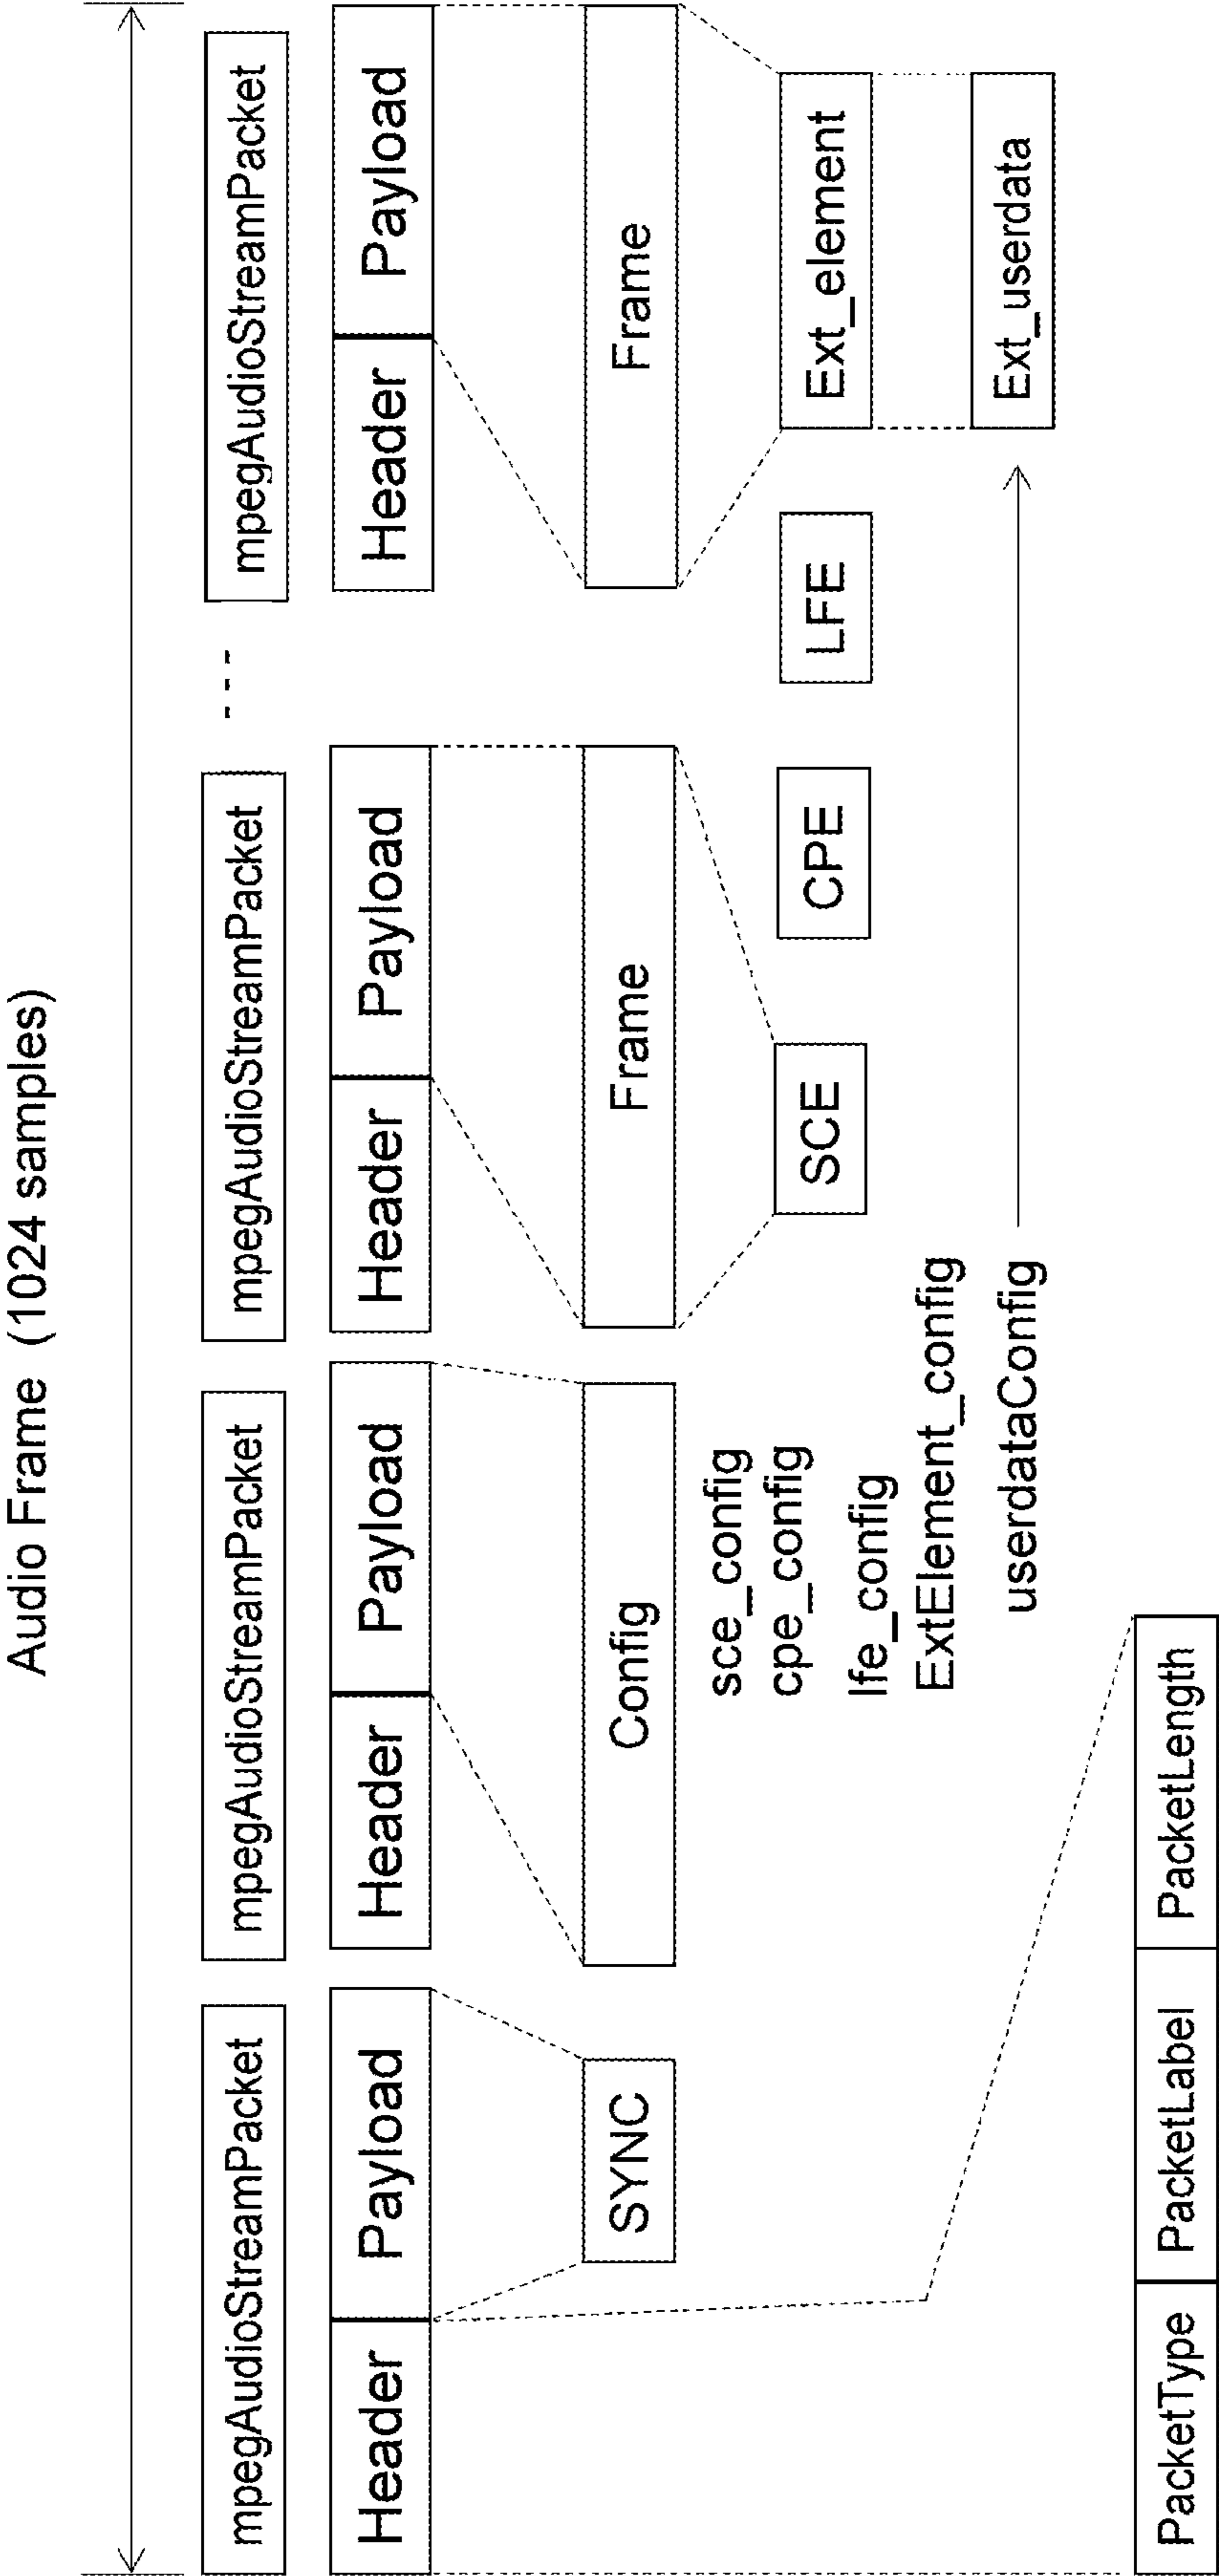 Audio Frame (1024 samples)
mpegAudioStreamPacket mpegAudioStreamPacket mpegAudioStreamPacket - - - mpegAudioStreamPacket
Header Payload Header Payload Header Payload Header Payload
SYNC Config Frame Frame
sce_config
cpe_config
SCE CPE LFE Ext_element
lfe_config
ExtElement_config
userdataConfig Ext_userdata
PacketType PacketLabel PacketLength